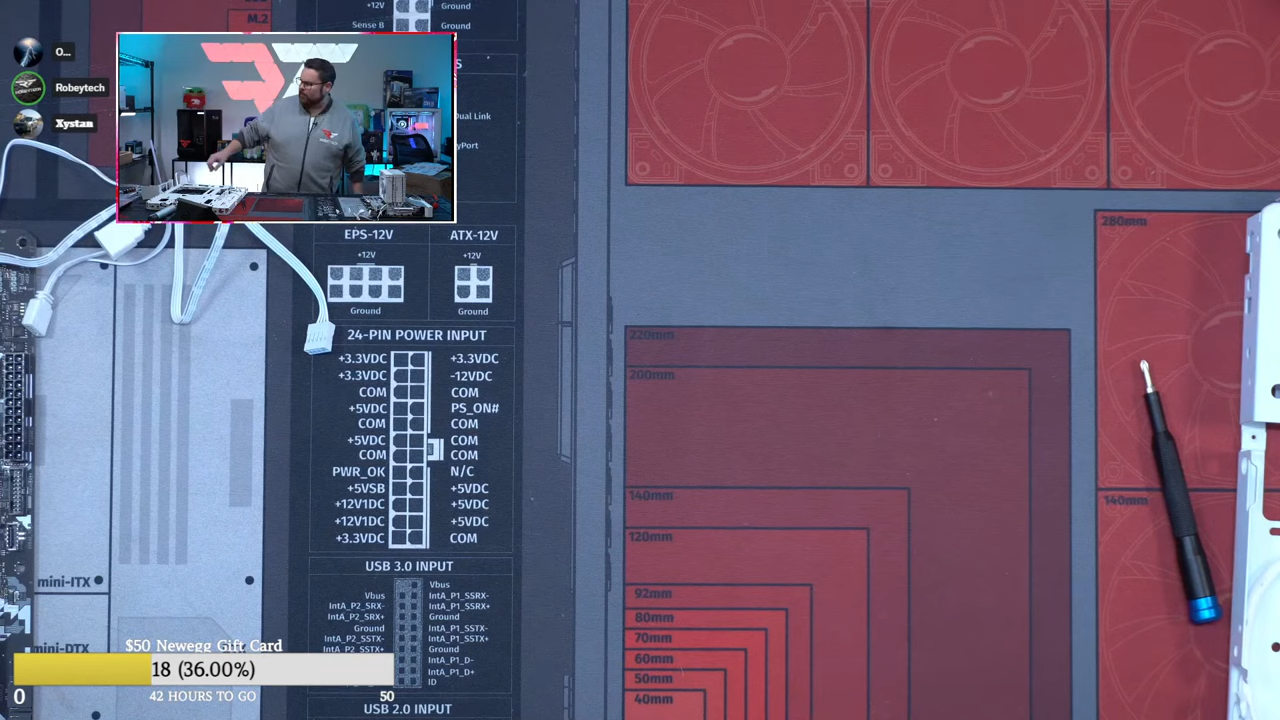 M.2
+12V
Ground
Sense B
Ground
O...
Robeytech
Xystan
Dual Link
EPS-12V
ATX-12V
+12V
+12V
Ground
Ground
24-PIN POWER INPUT
+3.3VDC
+3.3VDC
+3.3VDC
-12VDC
COM
COM
+5VDC
PS_ON#
COM
COM
+5VDC
COM
COM
COM
PWR_OK
N/C
+5VSB
+5VDC
+12V1DC
+5VDC
+12V1DC
+5VDC
+3.3VDC
COM
USB 3.0 INPUT
Vbus
Vbus
IntA_P2_SRX-
IntA_P1_SSRX-
IntA_P2_SRX+
IntA_P1_SSRX+
Ground
Ground
IntA_P2_SSTX-
IntA_P1_SSTX-
IntA_P2_SSTX+
IntA_P1_SSTX+
Ground
IntA_P1_D-
IntA_P1_D+
ID
USB 2.0 INPUT
mini-ITX
mini-DTX
$50 Newegg Gift Card
18 (36.00%)
0
42 HOURS TO GO
50
220mm
200mm
140mm
120mm
92mm
80mm
70mm
60mm
50mm
40mm
280mm
140mm